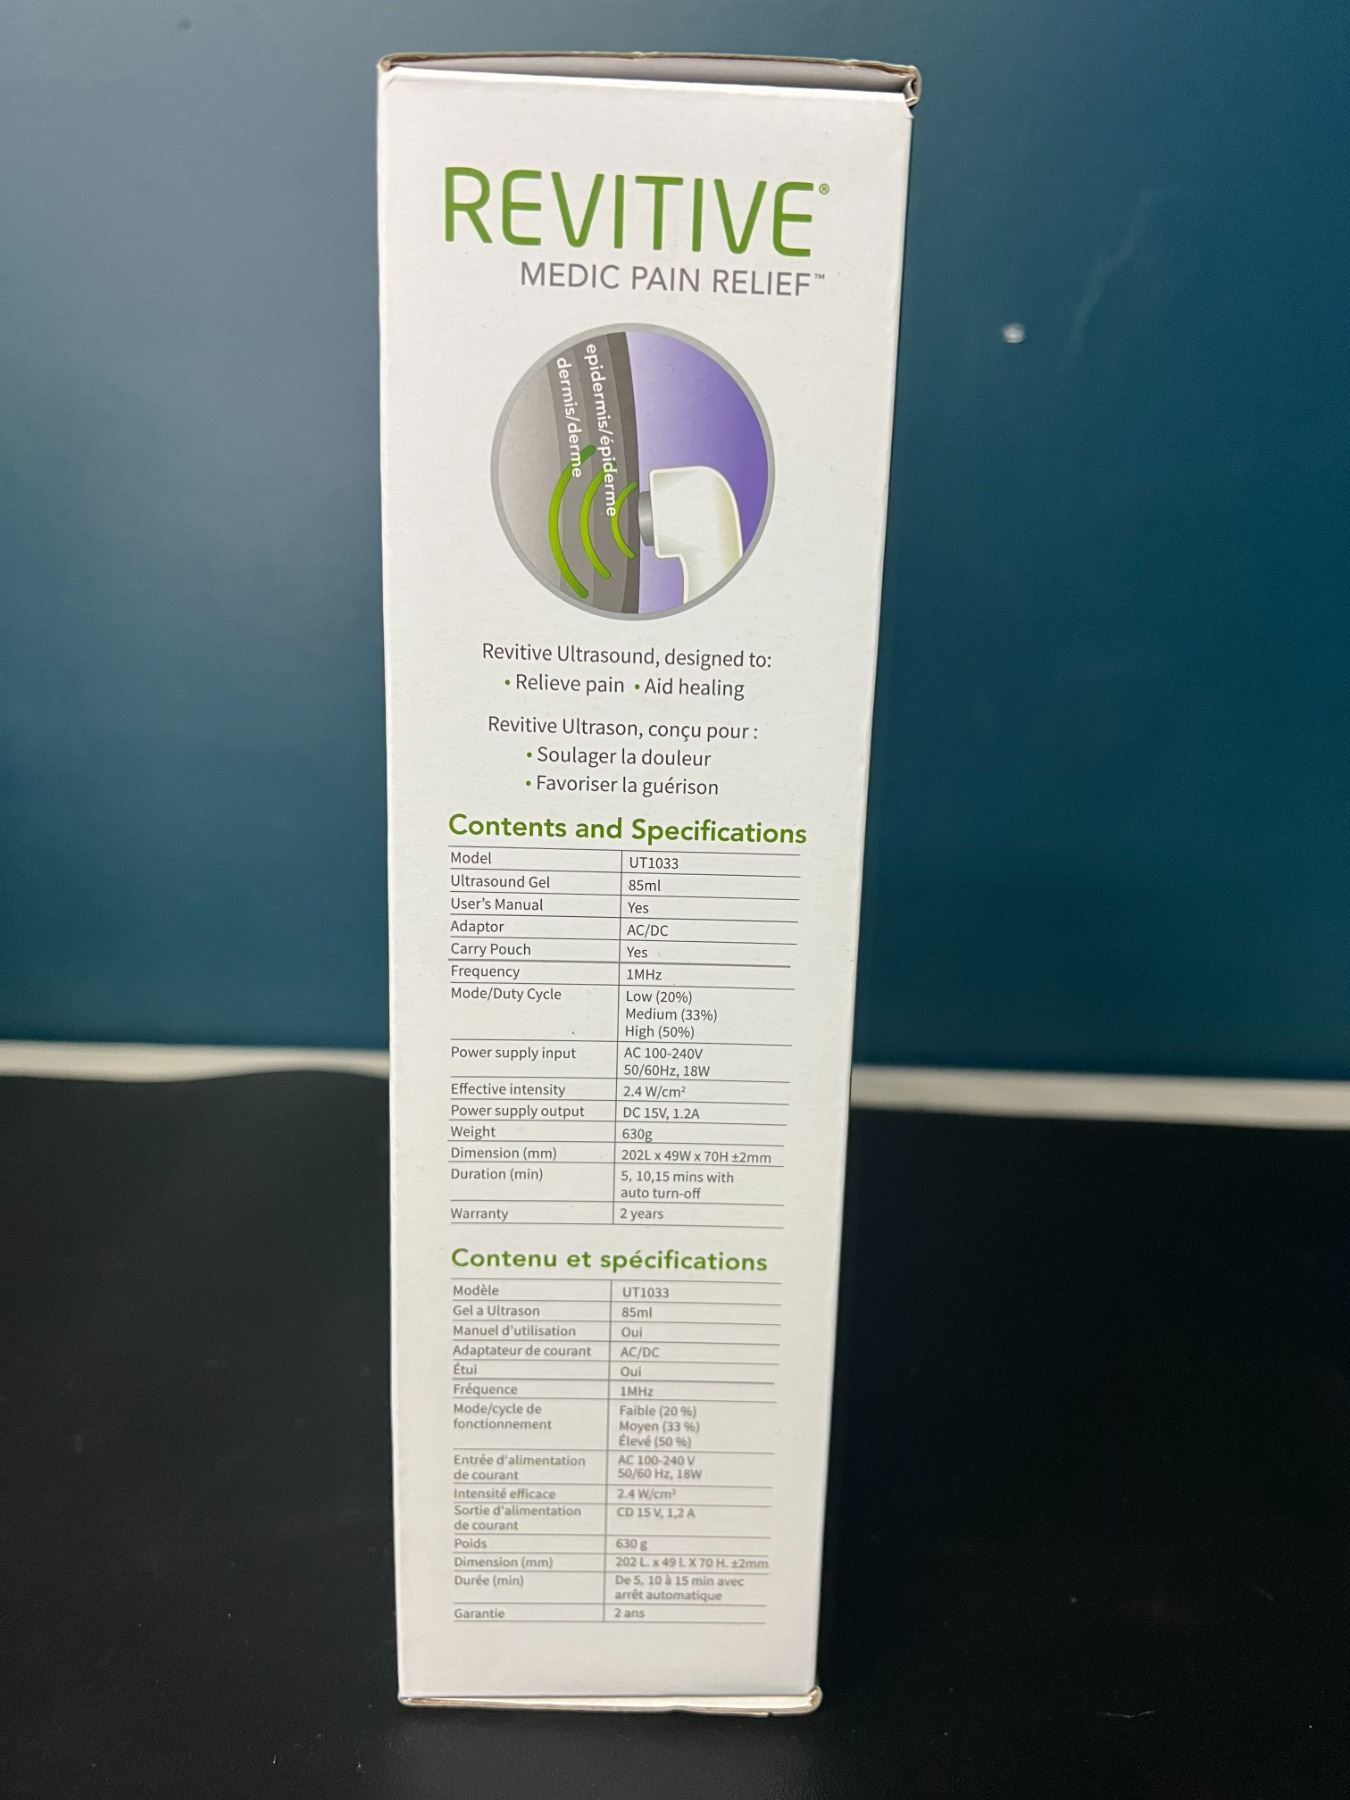 REVITIVE®
MEDIC PAIN RELIEF™
epidermis/épiderme
dermis/derme
Revitive Ultrasound, designed to:
• Relieve pain • Aid healing
Revitive Ultrason, conçu pour :
• Soulager la douleur
• Favoriser la guérison
Contents and Specifications
Model UT1033
Ultrasound Gel 85ml
User's Manual Yes
Adaptor AC/DC
Carry Pouch Yes
Frequency 1MHz
Mode/Duty Cycle Low (20%)
Medium (33%)
High (50%)
Power supply input AC 100-240V
50/60Hz, 18W
Effective intensity 2.4 W/cm²
Power supply output DC 15V, 1.2A
Weight 630g
Dimension (mm) 202L x 49W x 70H ±2mm
Duration (min) 5, 10,15 mins with
auto turn-off
Warranty 2 years
Contenu et spécifications
Modèle UT1033
Gel a Ultrason 85ml
Manuel d'utilisation Oui
Adaptateur de courant AC/DC
Étui Oui
Fréquence 1MHz
Mode/cycle de Faible (20 %)
fonctionnement Moyen (33 %)
Élevé (50 %)
Entrée d'alimentation AC 100-240 V
de courant 50/60 Hz, 18W
Intensité efficace 2.4 W/cm²
Sortie d'alimentation CD 15 V, 1,2 A
de courant
Poids 630 g
Dimension (mm) 202 L. x 49 L X 70 H. ±2mm
Durée (min) De 5, 10 à 15 min avec
arrêt automatique
Garantie 2 ans